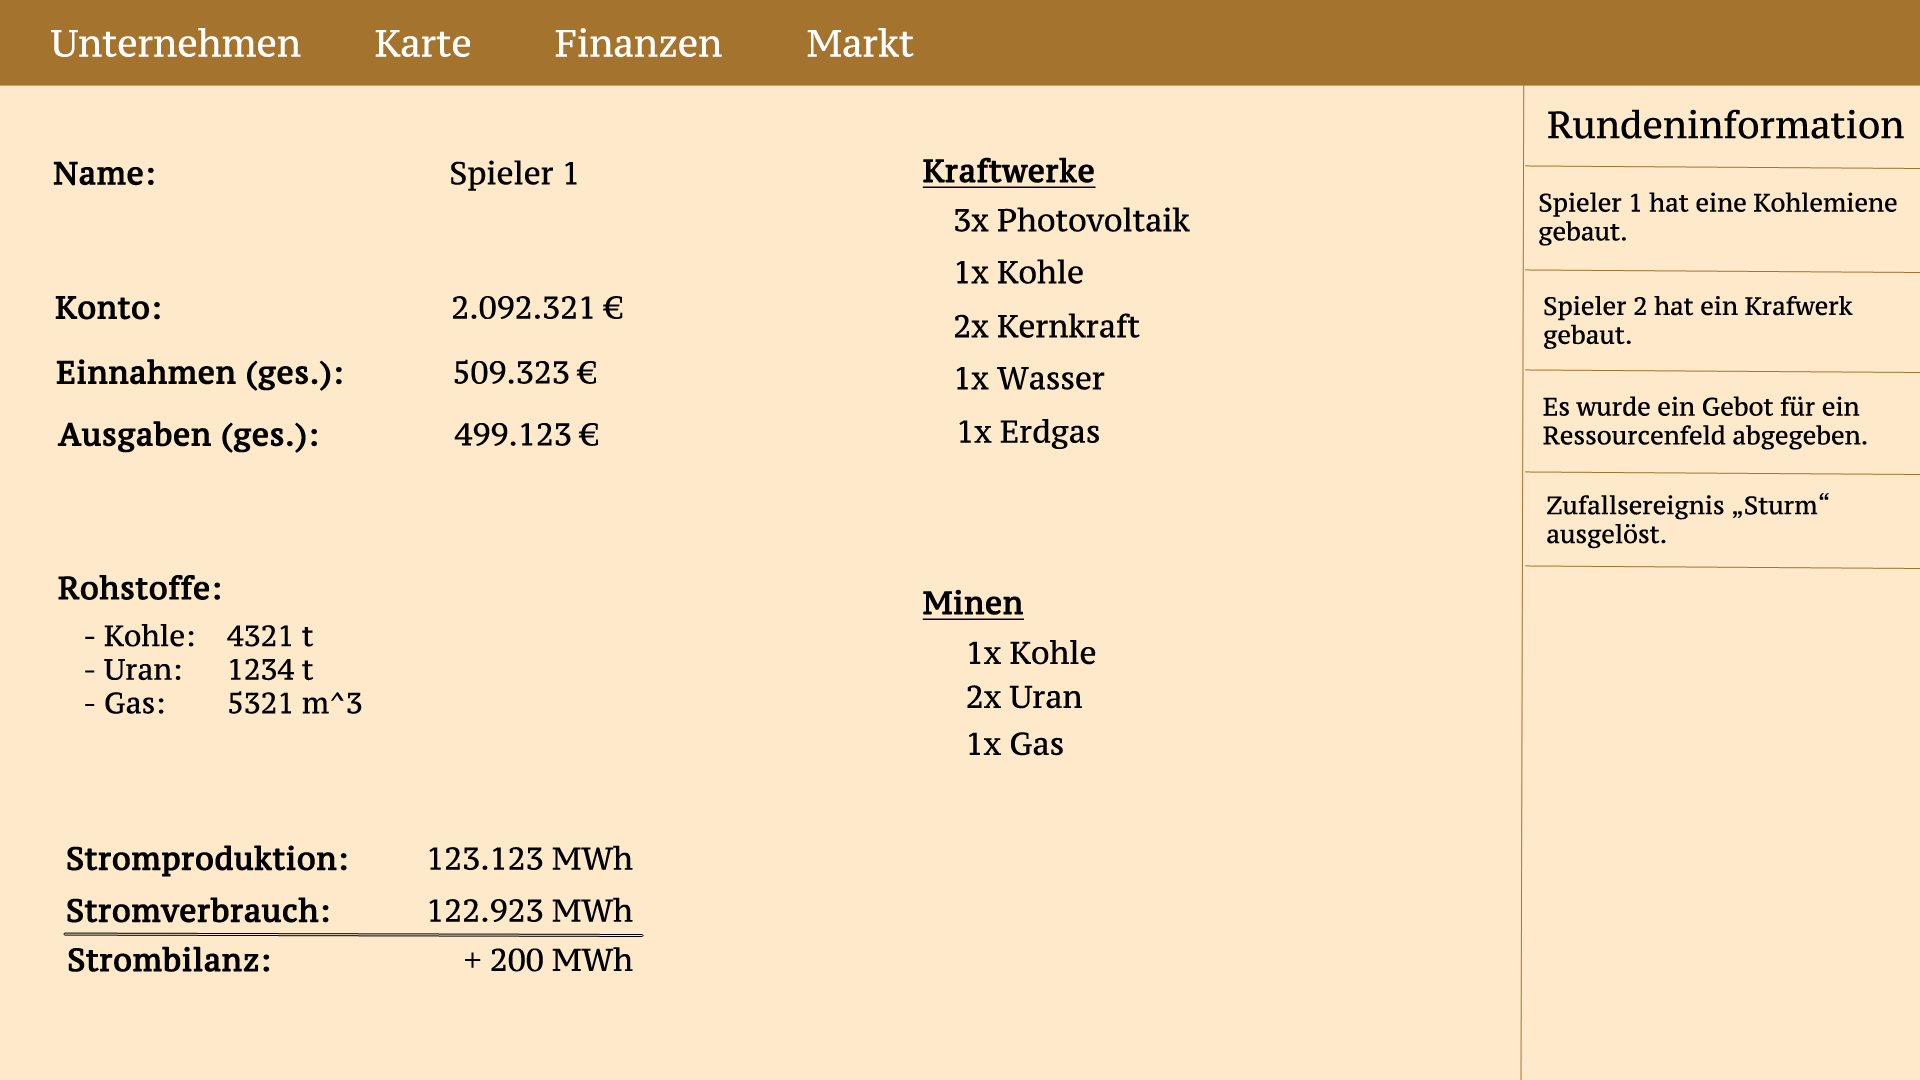 Unternehmen Karte Finanzen Markt
Name: Spieler 1
Konto: 2.092.321 €
Einnahmen (ges.): 509.323 €
Ausgaben (ges.): 499.123 €
Rohstoffe:
- Kohle: 4321 t
- Uran: 1234 t
- Gas: 5321 m^3
Stromproduktion: 123.123 MWh
Stromverbrauch: 122.923 MWh
Strombilanz: + 200 MWh
Kraftwerke
3x Photovoltaik
1x Kohle
2x Kernkraft
1x Wasser
1x Erdgas
Minen
1x Kohle
2x Uran
1x Gas
Rundeninformation
Spieler 1 hat eine Kohlemiene
gebaut.
Spieler 2 hat ein Krafwerk
gebaut.
Es wurde ein Gebot für ein
Ressourcenfeld abgegeben.
Zufallsereignis „Sturm“
ausgelöst.